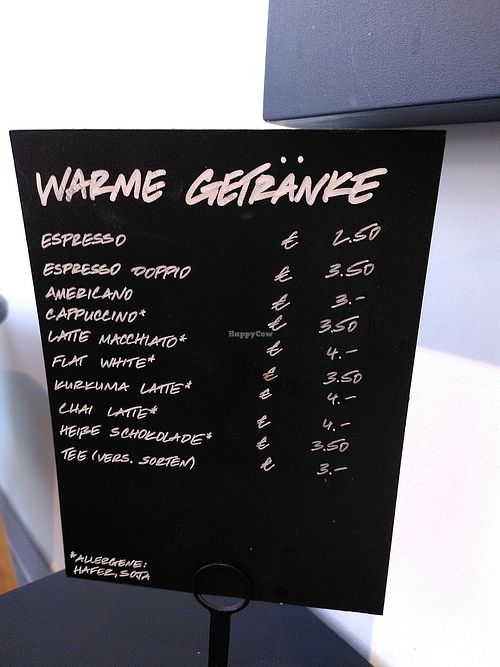 WARME GETRÄNKE
ESPRESSO € 2.50
ESPRESSO DOPPIO € 3.50
AMERICANO € 3.-
CAPPUCCINO* € 3.50
LATTE MACCHIATO* € 4.-
FLAT WHITE* € 3.50
KURKUMA LATTE* € 4.-
CHAI LATTE* € 4.-
HEIßE SCHOKOLADE* € 3.50
TEE (VERS. SORTEN) € 3.-
*ALLERGENE:
HAFER, SOJA
HappyCow